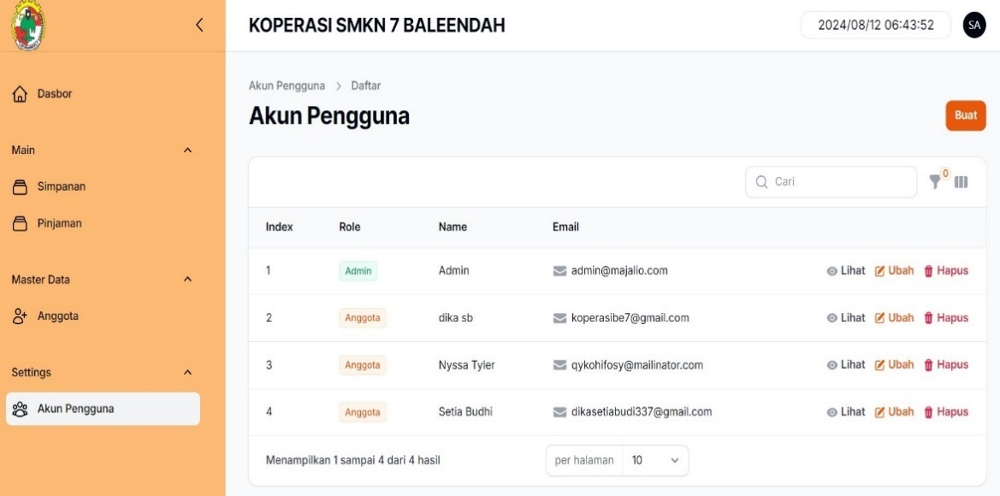 KOPERASI SMKN 7 BALEENDAH
2024/08/12 06:43:52
SA
Dasbor
Main
Simpanan
Pinjaman
Master Data
Anggota
Settings
Akun Pengguna
Akun Pengguna > Daftar
Akun Pengguna
Buat
Cari
0
Index Role Name Email
1 Admin Admin admin@majalio.com Lihat Ubah Hapus
2 Anggota dika sb koperasibe7@gmail.com Lihat Ubah Hapus
3 Anggota Nyssa Tyler qykohifosy@mailinator.com Lihat Ubah Hapus
4 Anggota Setia Budhi dikasetiabudi337@gmail.com Lihat Ubah Hapus
Menampilkan 1 sampai 4 dari 4 hasil
per halaman 10